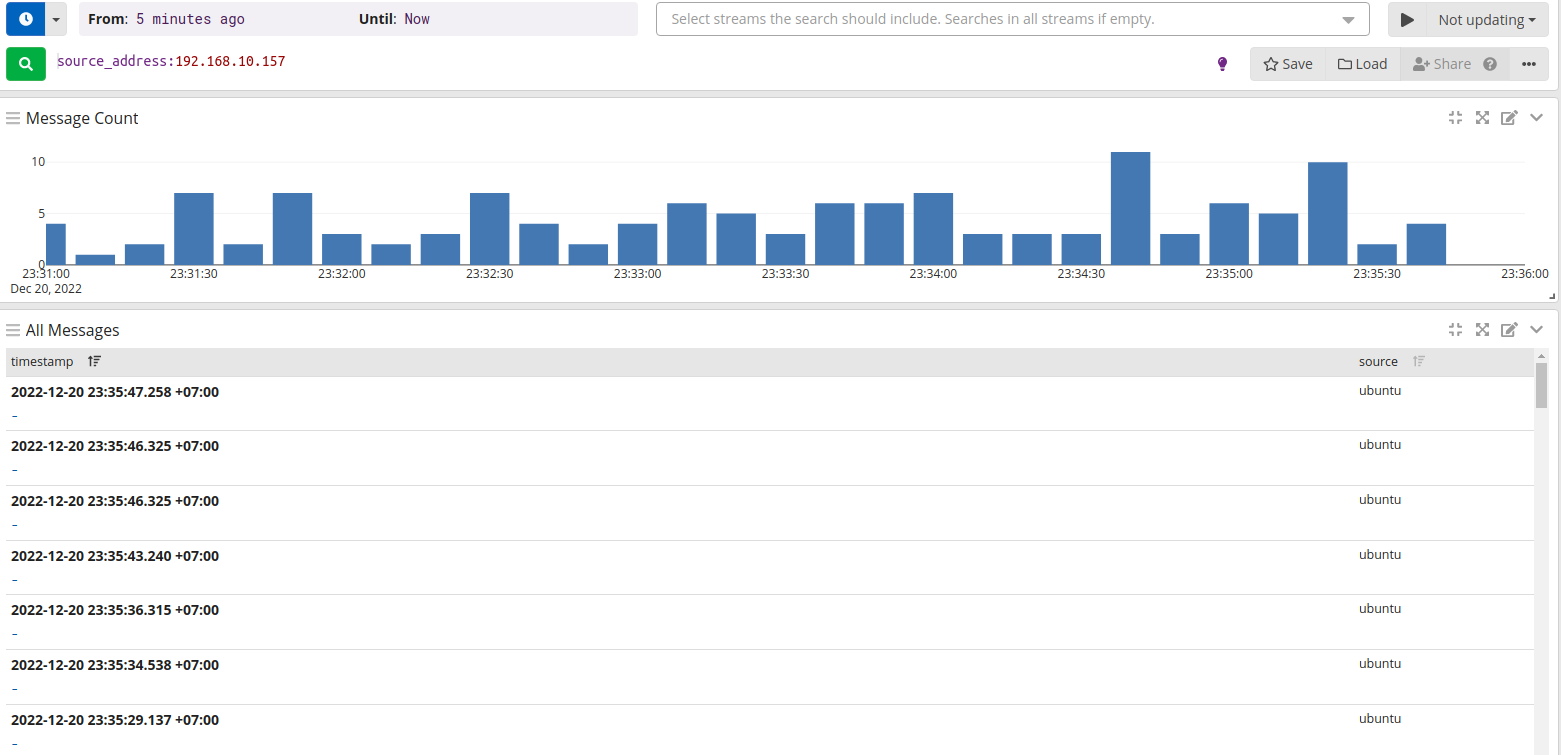 From: 5 minutes ago Until: Now Select streams the search should include. Searches in all streams if empty. Not updating
source_address:192.168.10.157 Save Load Share
Message Count
10
5
0
23:31:00 23:31:30 23:32:00 23:32:30 23:33:00 23:33:30 23:34:00 23:34:30 23:35:00 23:35:30 23:36:00
Dec 20, 2022
All Messages
timestamp source
2022-12-20 23:35:47.258 +07:00 ubuntu
–
2022-12-20 23:35:46.325 +07:00 ubuntu
–
2022-12-20 23:35:46.325 +07:00 ubuntu
–
2022-12-20 23:35:43.240 +07:00 ubuntu
–
2022-12-20 23:35:36.315 +07:00 ubuntu
–
2022-12-20 23:35:34.538 +07:00 ubuntu
–
2022-12-20 23:35:29.137 +07:00 ubuntu
–